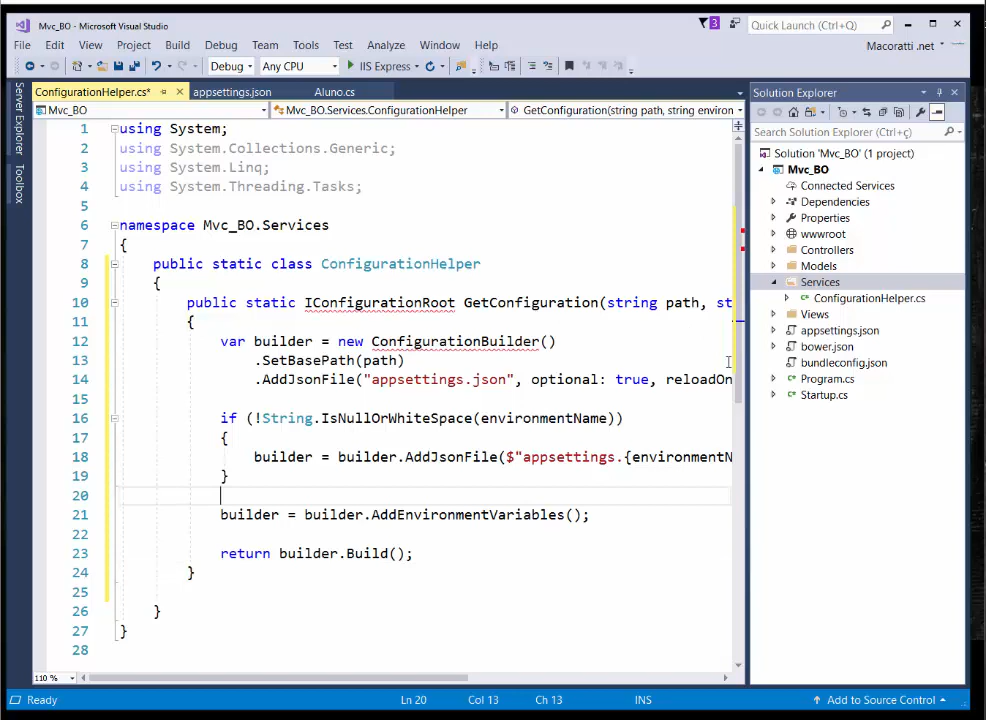 Mvc_BO - Microsoft Visual Studio
3
Quick Launch (Ctrl+Q)
File Edit View Project Build Debug Team Tools Test Analyze Window Help
Macoratti .net
Debug Any CPU IIS Express
Server Explorer
Toolbox
ConfigurationHelper.cs* appsettings.json Aluno.cs
Mvc_BO Mvc_BO.Services.ConfigurationHelper GetConfiguration(string path, string environ
1 using System;
2 using System.Collections.Generic;
3 using System.Linq;
4 using System.Threading.Tasks;
5
6 namespace Mvc_BO.Services
7 {
8 public static class ConfigurationHelper
9 {
10 public static IConfigurationRoot GetConfiguration(string path, st
11 {
12 var builder = new ConfigurationBuilder()
13 .SetBasePath(path)
14 .AddJsonFile("appsettings.json", optional: true, reloadOn
15
16 if (!String.IsNullOrWhiteSpace(environmentName))
17 {
18 builder = builder.AddJsonFile($"appsettings.{environmentN
19 }
20
21 builder = builder.AddEnvironmentVariables();
22
23 return builder.Build();
24 }
25
26 }
27 }
28
110 %
Solution Explorer
Search Solution Explorer (Ctrl+ç)
Solution 'Mvc_BO' (1 project)
Mvc_BO
Connected Services
Dependencies
Properties
wwwroot
Controllers
Models
Services
ConfigurationHelper.cs
Views
appsettings.json
bower.json
bundleconfig.json
Program.cs
Startup.cs
Ready Ln 20 Col 13 Ch 13 INS Add to Source Control